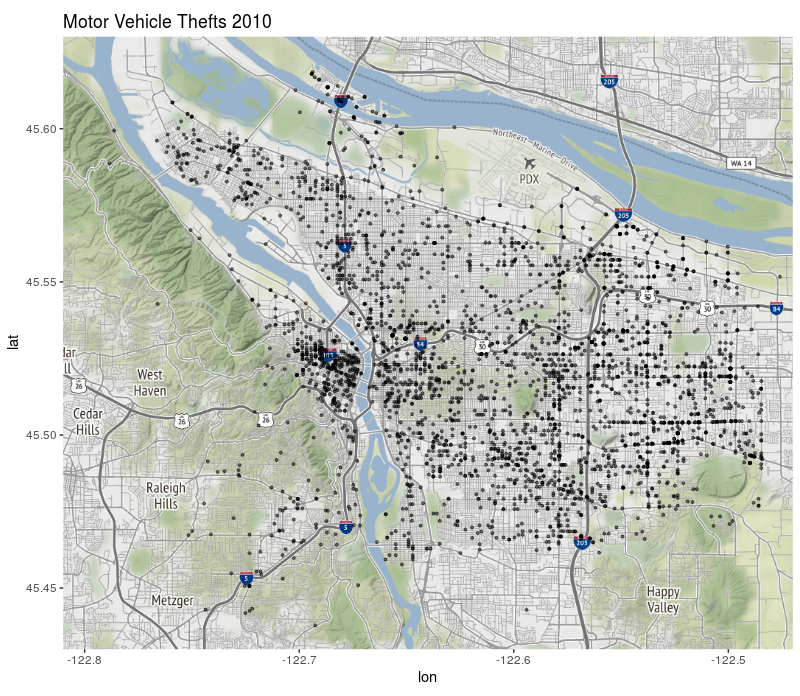 Motor Vehicle Thefts 2010
205
WA 14
Northeast-Marine-Drive
PDX
205
45.60
5
45.55
30
30
84
84
30
405
lat
West
Haven
26
Cedar
Hills
26
26
45.50
Raleigh
Hills
5
205
5
45.45
Metzger
Happy
Valley
-122.8
-122.7
-122.6
-122.5
lon